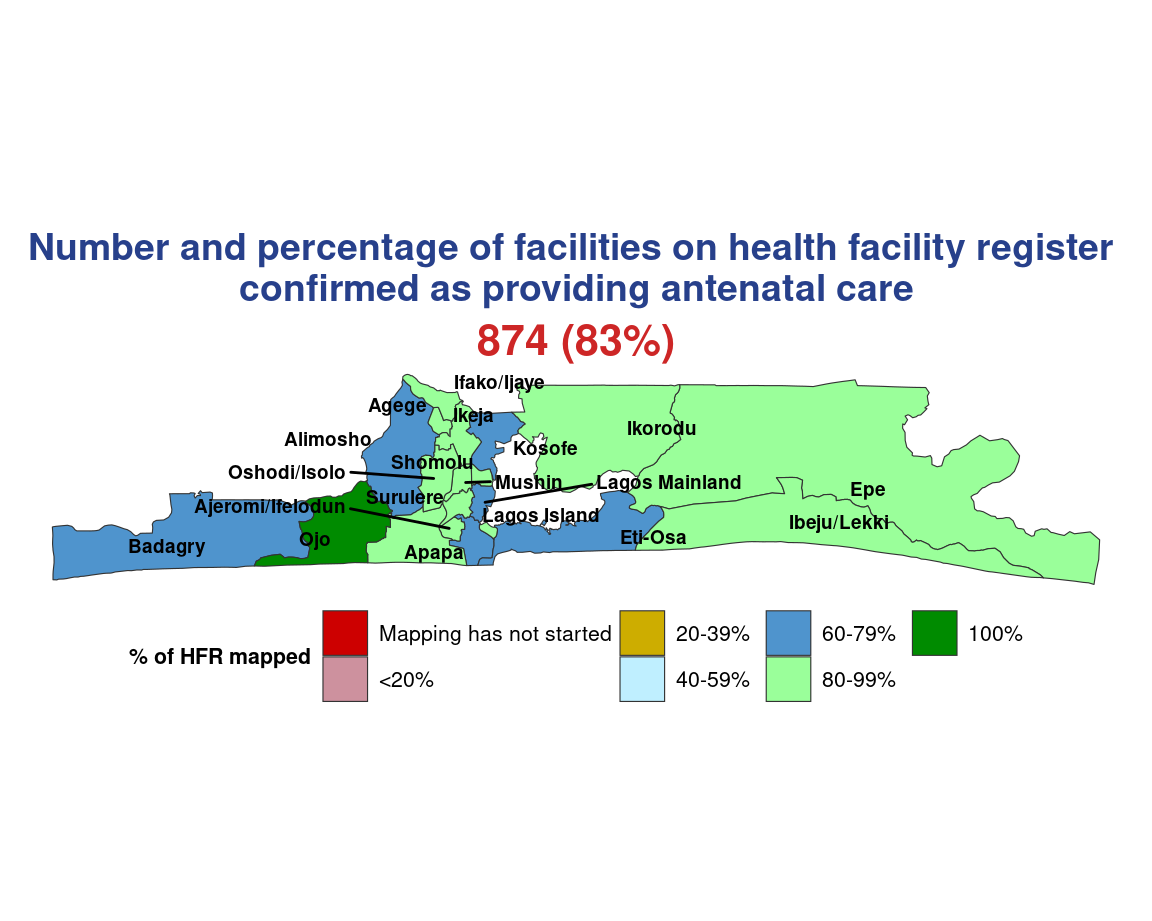 Number and percentage of facilities on health facility register
confirmed as providing antenatal care
874 (83%)
Ifako/Ijaye
Agege
Ikeja
Ikorodu
Alimosho
Kosofe
Shomolu
Oshodi/Isolo
Mushin
Lagos Mainland
Epe
Surulere
Ajeromi/Ifelodun
Lagos Island
Ibeju/Lekki
Ojo
Eti-Osa
Badagry
Apapa
Mapping has not started
20-39%
60-79%
100%
% of HFR mapped
<20%
40-59%
80-99%